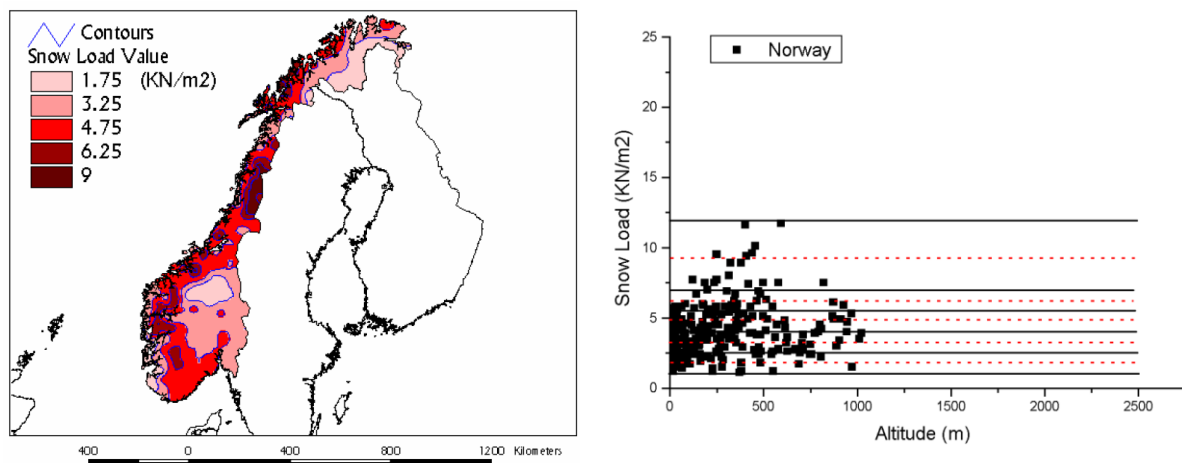 Contours
Snow Load Value
1.75 (KN/m2)
3.25
4.75
6.25
9
400 0 400 800 1200 Kilometers
Norway
Snow Load (KN/m2)
25
20
15
10
5
0
0 500 1000 1500 2000 2500
Altitude (m)